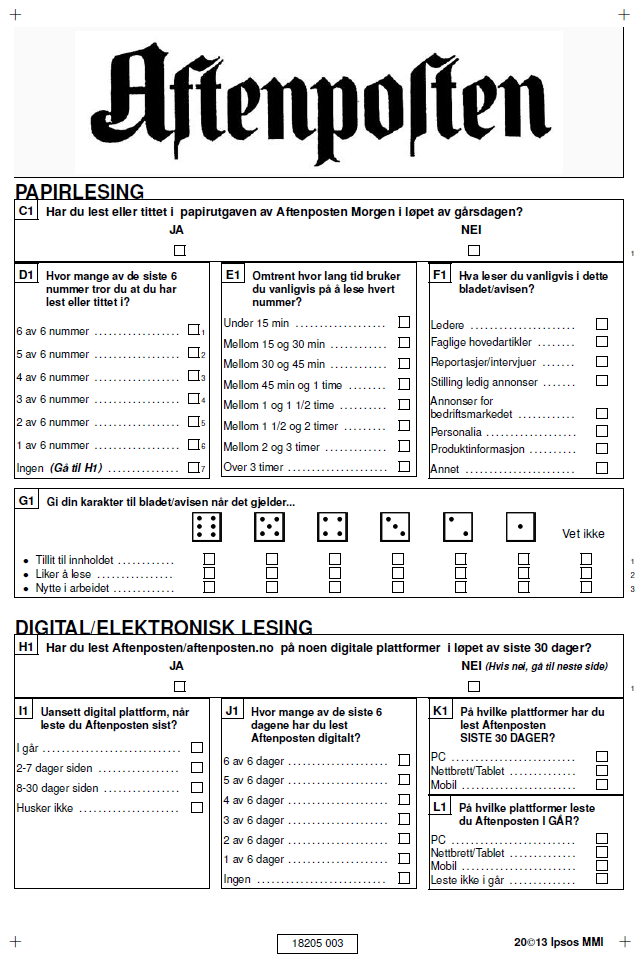 Aftenposten
PAPIRLESING
C1 Har du lest eller tittet i papirutgaven av Aftenposten Morgen i løpet av gårsdagen?
JA NEI
1
D1 Hvor mange av de siste 6
nummer tror du at du har
lest eller tittet i?
6 av 6 nummer .................. 1
5 av 6 nummer .................. 2
4 av 6 nummer .................. 3
3 av 6 nummer .................. 4
2 av 6 nummer .................. 5
1 av 6 nummer .................. 6
Ingen (Gå til H1) ............... 7
E1 Omtrent hvor lang tid bruker
du vanligvis på å lese hvert
nummer?
Under 15 min ...................
Mellom 15 og 30 min ............
Mellom 30 og 45 min ............
Mellom 45 min og 1 time ........
Mellom 1 og 1 1/2 time ..........
Mellom 1 1/2 og 2 timer .........
Mellom 2 og 3 timer .............
Over 3 timer .....................
F1 Hva leser du vanligvis i dette
bladet/avisen?
Ledere ......................
Faglige hovedartikler ........
Reportasjer/intervjuer .......
Stilling ledig annonser .......
Annonser for
bedriftsmarkedet ............
Personalia ...................
Produktinformasjon ..........
Annet .......................
G1 Gi din karakter til bladet/avisen når det gjelder...
Vet ikke
• Tillit til innholdet ............ 1
• Liker å lese ................ 2
• Nytte i arbeidet ............. 3
DIGITAL/ELEKTRONISK LESING
H1 Har du lest Aftenposten/aftenposten.no på noen digitale plattformer i løpet av siste 30 dager?
JA NEI (Hvis nei, gå til neste side)
1
I1 Uansett digital plattform, når
leste du Aftenposten sist?
I går .............................
2-7 dager siden .................
8-30 dager siden ................
Husker ikke .....................
J1 Hvor mange av de siste 6
dagene har du lest
Aftenposten digitalt?
6 av 6 dager .....................
5 av 6 dager .....................
4 av 6 dager .....................
3 av 6 dager .....................
2 av 6 dager .....................
1 av 6 dager .....................
Ingen ...........................
K1 På hvilke plattformer har du
lest Aftenposten
SISTE 30 DAGER?
PC ..........................
Nettbrett/Tablet ..............
Mobil ........................
L1 På hvilke plattformer leste
du Aftenposten I GÅR?
PC ..........................
Nettbrett/Tablet ..............
Mobil ........................
Leste ikke i går ..............
18205 003
20©13 Ipsos MMI